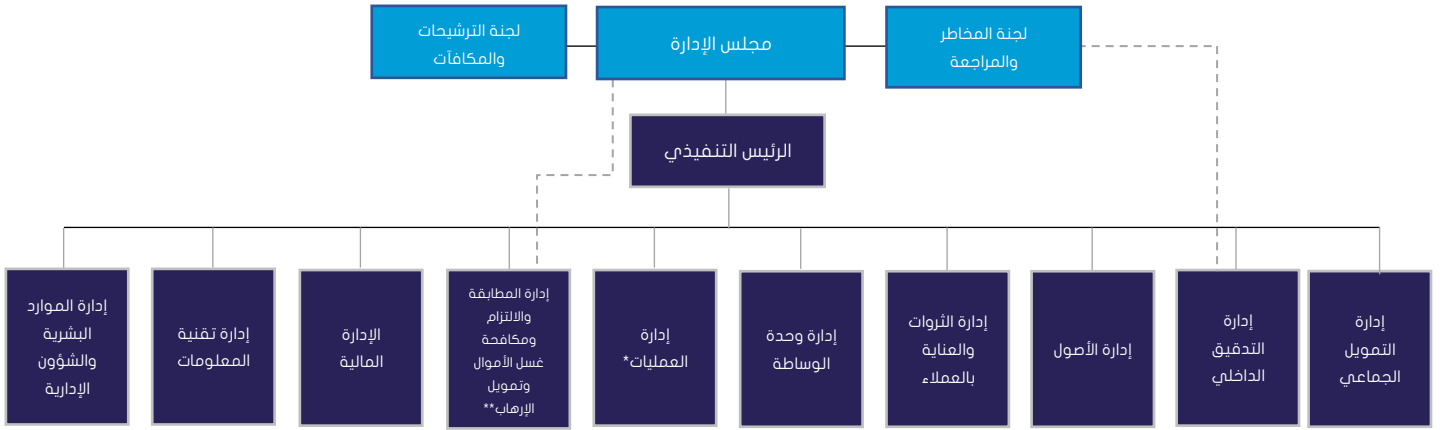 لجنة المخاطر
والمراجعة
مجلس الإدارة
لجنة الترشيحات
والمكافآت
الرئيس التنفيذي
إدارة
التمويل
الجماعي
إدارة
التدقيق
الداخلي
إدارة الأصول
إدارة الثروات
والعناية
بالعملاء
إدارة وحدة
الوساطة
إدارة
العمليات*
إدارة المطابقة
والالتزام
ومكافحة
غسل الأموال
وتمويل
الإرهاب**
الإدارة
المالية
إدارة تقنية
المعلومات
إدارة الموارد
البشرية
والشؤون
الإدارية